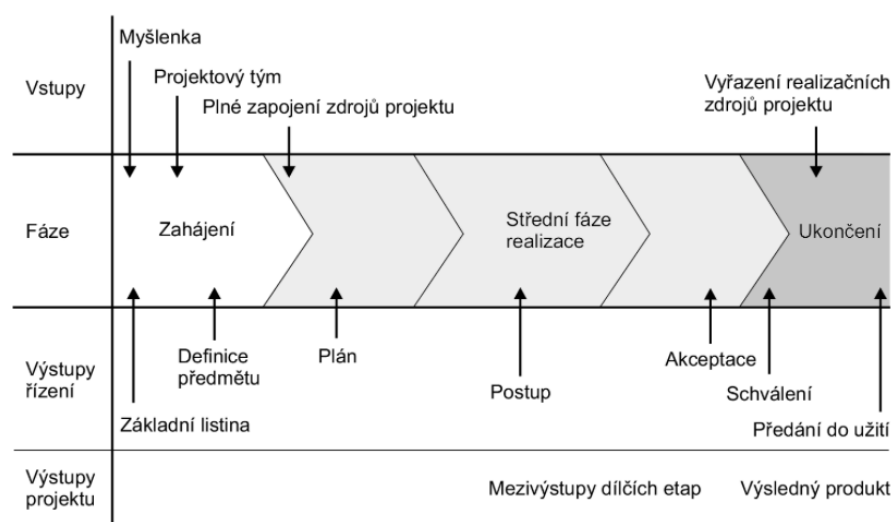 Myšlenka
Projektový tým
Plné zapojení zdrojů projektu
Vyřazení realizačních
zdrojů projektu
Vstupy
Fáze
Zahájení
Střední fáze
realizace
Ukončení
Výstupy
řízení
Definice
předmětu
Plán
Akceptace
Postup
Schválení
Základní listina
Předání do užití
Výstupy
projektu
Mezivýstupy dílčích etap
Výsledný produkt